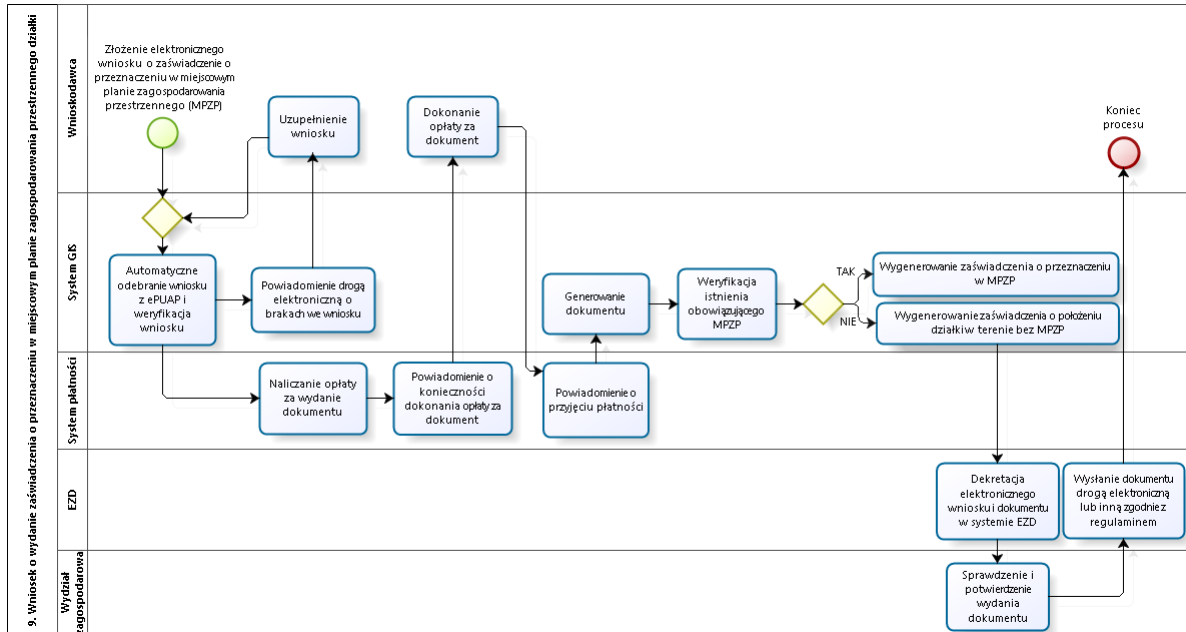 9. Wniosek o wydanie zaświadczenia o przeznaczeniu w miejscowym planie zagospodarowania przestrzennego działki
Wnioskodawca
Złożenie elektronicznego
wniosku o zaświadczenie o
przeznaczeniu w miejscowym
planie zagospodarowania
przestrzennego (MPZP)
Uzupełnienie
wniosku
Dokonanie
opłaty za
dokument
Koniec
procesu
System GIS
Automatyczne
odebranie wniosku
z ePUAP i
weryfikacja
wniosku
Powiadomienie drogą
elektroniczną o
brakach we wniosku
Generowanie
dokumentu
Weryfikacja
istnienia
obowiązującego
MPZP
TAK
NIE
Wygenerowanie zaświadczenia o przeznaczeniu
w MPZP
Wygenerowanie zaświadczenia o położeniu
działki w terenie bez MPZP
System płatności
Naliczanie opłaty
za wydanie
dokumentu
Powiadomienie o
konieczności
dokonania opłaty za
dokument
Powiadomienie o
przyjęciu płatności
EZD
Dekretacja
elektronicznego
wniosku i dokumentu
w systemie EZD
Wysłanie dokumentu
drogą elektroniczną
lub inną zgodnie z
regulaminem
Wydział
zagospodarowa
Sprawdzenie i
potwierdzenie
wydania
dokumentu